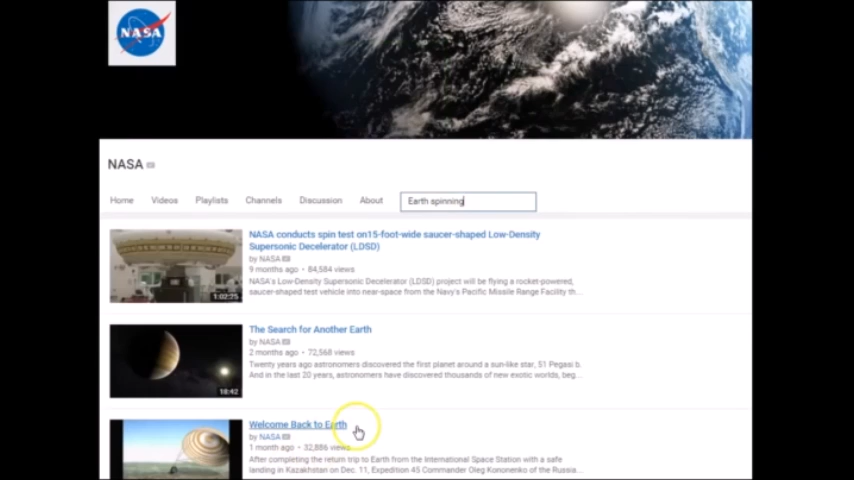 NASA
NASA
Home Videos Playlists Channels Discussion About Earth spinning
NASA conducts spin test on15-foot-wide saucer-shaped Low-Density
Supersonic Decelerator (LDSD)
by NASA
9 months ago • 84,584 views
NASA's Low-Density Supersonic Decelerator (LDSD) project will be flying a rocket-powered,
saucer-shaped test vehicle into near-space from the Navy's Pacific Missile Range Facility th...
1:02:25
The Search for Another Earth
by NASA
2 months ago • 72,568 views
Twenty years ago astronomers discovered the first planet around a sun-like star, 51 Pegasi b.
And in the last 20 years, astronomers have discovered thousands of new exotic worlds, beg...
18:42
Welcome Back to Earth
by NASA
1 month ago • 32,886 views
After completing the return trip to Earth from the International Space Station with a safe
landing in Kazakhstan on Dec. 11, Expedition 45 Commander Oleg Kononenko of the Russia...